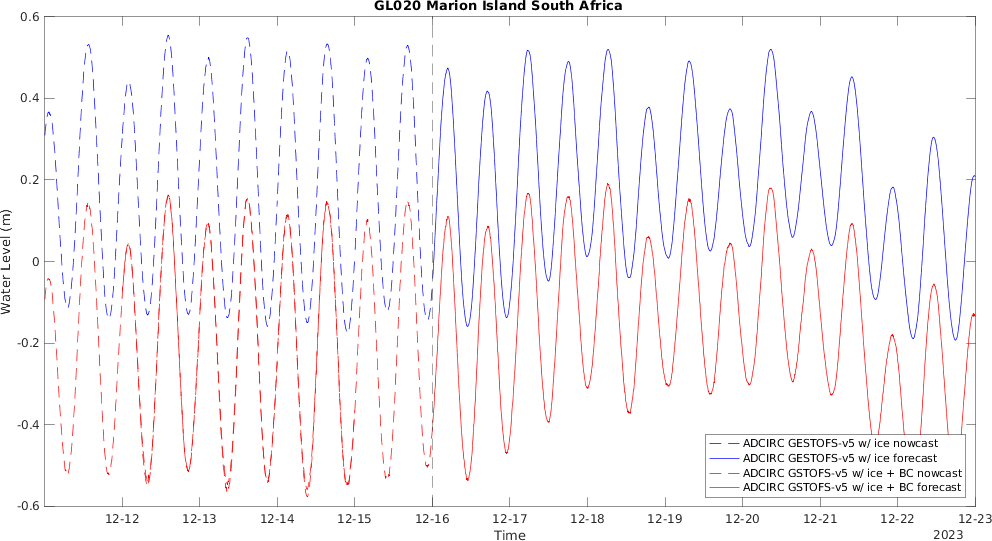 GL020 Marion Island South Africa
0.6
0.4
0.2
0
-0.2
-0.4
-0.6
Water Level (m)
ADCIRC GESTOFS-v5 w/ ice nowcast
ADCIRC GESTOFS-v5 w/ ice forecast
ADCIRC GSTOFS-v5 w/ ice + BC nowcast
ADCIRC GSTOFS-v5 w/ ice + BC forecast
12-12 12-13 12-14 12-15 12-16 12-17 12-18 12-19 12-20 12-21 12-22 12-23
Time
2023